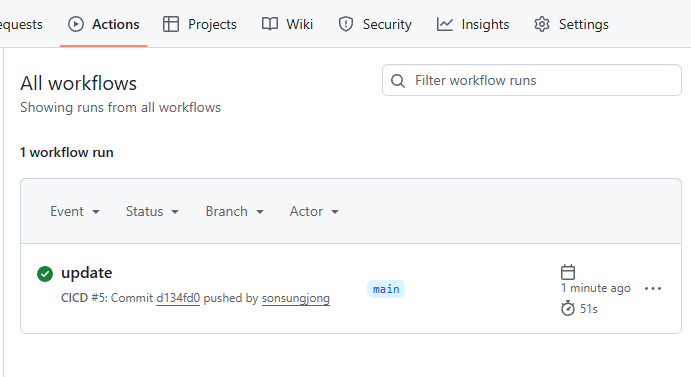 equests Actions Projects Wiki Security Insights Settings
All workflows
Filter workflow runs
Showing runs from all workflows
1 workflow run
Event Status Branch Actor
update
main
1 minute ago
CICD #5: Commit d134fd0 pushed by sonsungjong
51s